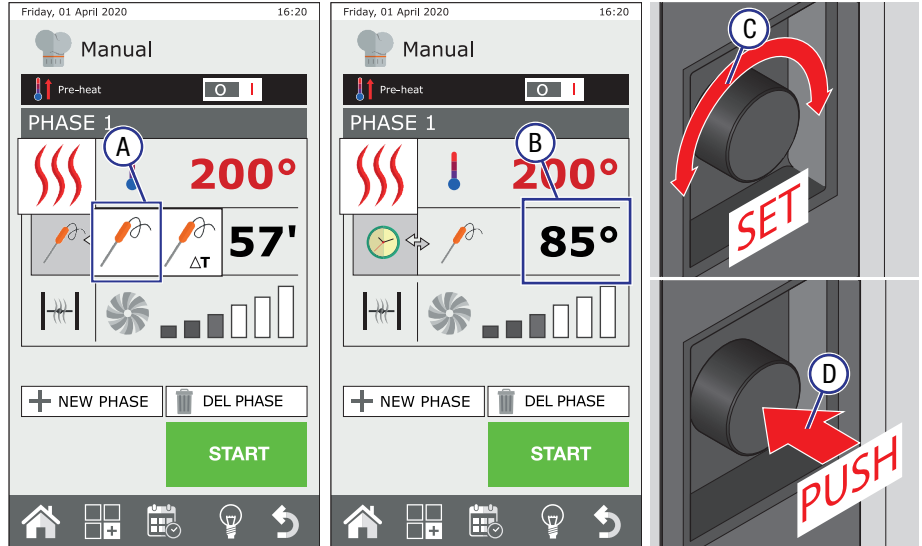 Friday, 01 April 2020 16:20
Manual
Pre-heat O I
PHASE 1
A
200°
57'
△T
+ NEW PHASE DEL PHASE
START
Friday, 01 April 2020 16:20
Manual
Pre-heat O I
PHASE 1
B
200°
85°
+ NEW PHASE DEL PHASE
START
C
SET
D
PUSH